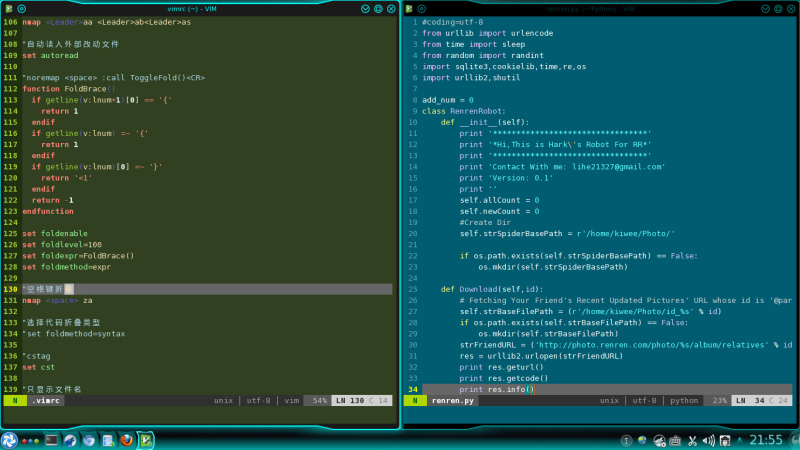 .vimrc (~) - VIM
106 nmap <Leader>aa <Leader>ab<Leader>as
107
108 "自动读入外部改动文件
109 set autoread
110
111 "noremap <space> :call ToggleFold()<CR>
112 function FoldBrace()
113   if getline(v:lnum+1)[0] == '{'
114     return 1
115   endif
116   if getline(v:lnum) =~ '{'
117     return 1
118   endif
119   if getline(v:lnum)[0] =~ '}'
120     return '<1'
121   endif
122   return -1
123 endfunction
124
125 set foldenable
126 set foldlevel=100
127 set foldexpr=FoldBrace()
128 set foldmethod=expr
129
130 "空格键折叠
131 nmap <space> za
132
133 "选择代码折叠类型
134 "set foldmethod=syntax
135
136 "cstag
137 set cst
138
139 "只显示文件名
N .vimrc unix | utf-8 | vim 54% LN 130 C 14
renren.py (~/Python) - VIM
1 #coding=utf-8
2 from urllib import urlencode
3 from time import sleep
4 from random import randint
5 import sqlite3,cookielib,time,re,os
6 import urllib2,shutil
7
8 add_num = 0
9 class RenrenRobot:
10     def __init__(self):
11         print '*********************************'
12         print '*Hi,This is Hark\'s Robot For RR*'
13         print '*********************************'
14         print 'Contact With me: lihe21327@gmail.com'
15         print 'Version: 0.1'
16         print ''
17         self.allCount = 0
18         self.newCount = 0
19         #Create Dir
20         self.strSpiderBasePath = r'/home/kiwee/Photo/'
21
22         if os.path.exists(self.strSpiderBasePath) == False:
23             os.mkdir(self.strSpiderBasePath)
24
25     def Download(self,id):
26         # Fetching Your Friend's Recent Updated Pictures' URL whose id is '@par
27         self.strBaseFilePath = (r'/home/kiwee/Photo/id_%s' % id)
28         if os.path.exists(self.strBaseFilePath) == False:
29             os.mkdir(self.strBaseFilePath)
30         strFriendURL = ('http://photo.renren.com/photo/%s/album/relatives' % id
31         res = urllib2.urlopen(strFriendURL)
32         print res.geturl()
33         print res.getcode()
34         print res.info()
N renren.py unix | utf-8 | python 23% LN 34 C 24
21:55